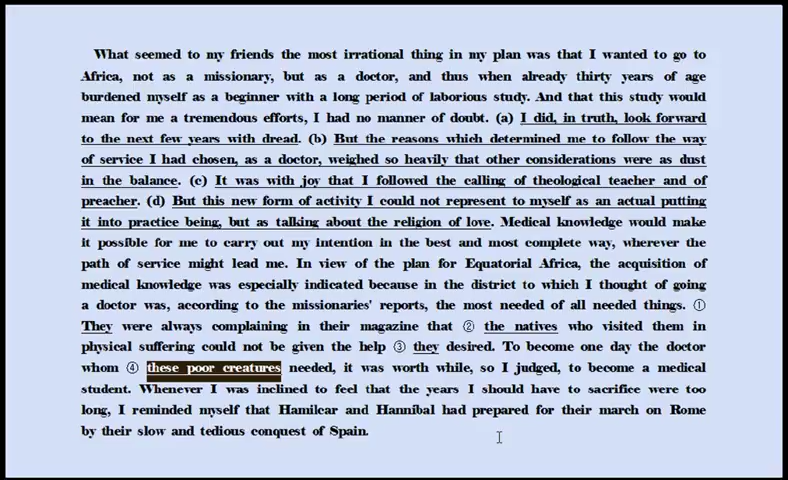 What seemed to my friends the most irrational thing in my plan was that I wanted to go to
Africa, not as a missionary, but as a doctor, and thus when already thirty years of age
burdened myself as a beginner with a long period of laborious study. And that this study would
mean for me a tremendous efforts, I had no manner of doubt. (a) I did, in truth, look forward
to the next few years with dread. (b) But the reasons which determined me to follow the way
of service I had chosen, as a doctor, weighed so heavily that other considerations were as dust
in the balance. (c) It was with joy that I followed the calling of theological teacher and of
preacher. (d) But this new form of activity I could not represent to myself as an actual putting
it into practice being, but as talking about the religion of love. Medical knowledge would make
it possible for me to carry out my intention in the best and most complete way, wherever the
path of service might lead me. In view of the plan for Equatorial Africa, the acquisition of
medical knowledge was especially indicated because in the district to which I thought of going
a doctor was, according to the missionaries' reports, the most needed of all needed things. ①
They were always complaining in their magazine that ② the natives who visited them in
physical suffering could not be given the help ③ they desired. To become one day the doctor
whom ④ these poor creatures needed, it was worth while, so I judged, to become a medical
student. Whenever I was inclined to feel that the years I should have to sacrifice were too
long, I reminded myself that Hamilcar and Hannibal had prepared for their march on Rome
by their slow and tedious conquest of Spain.